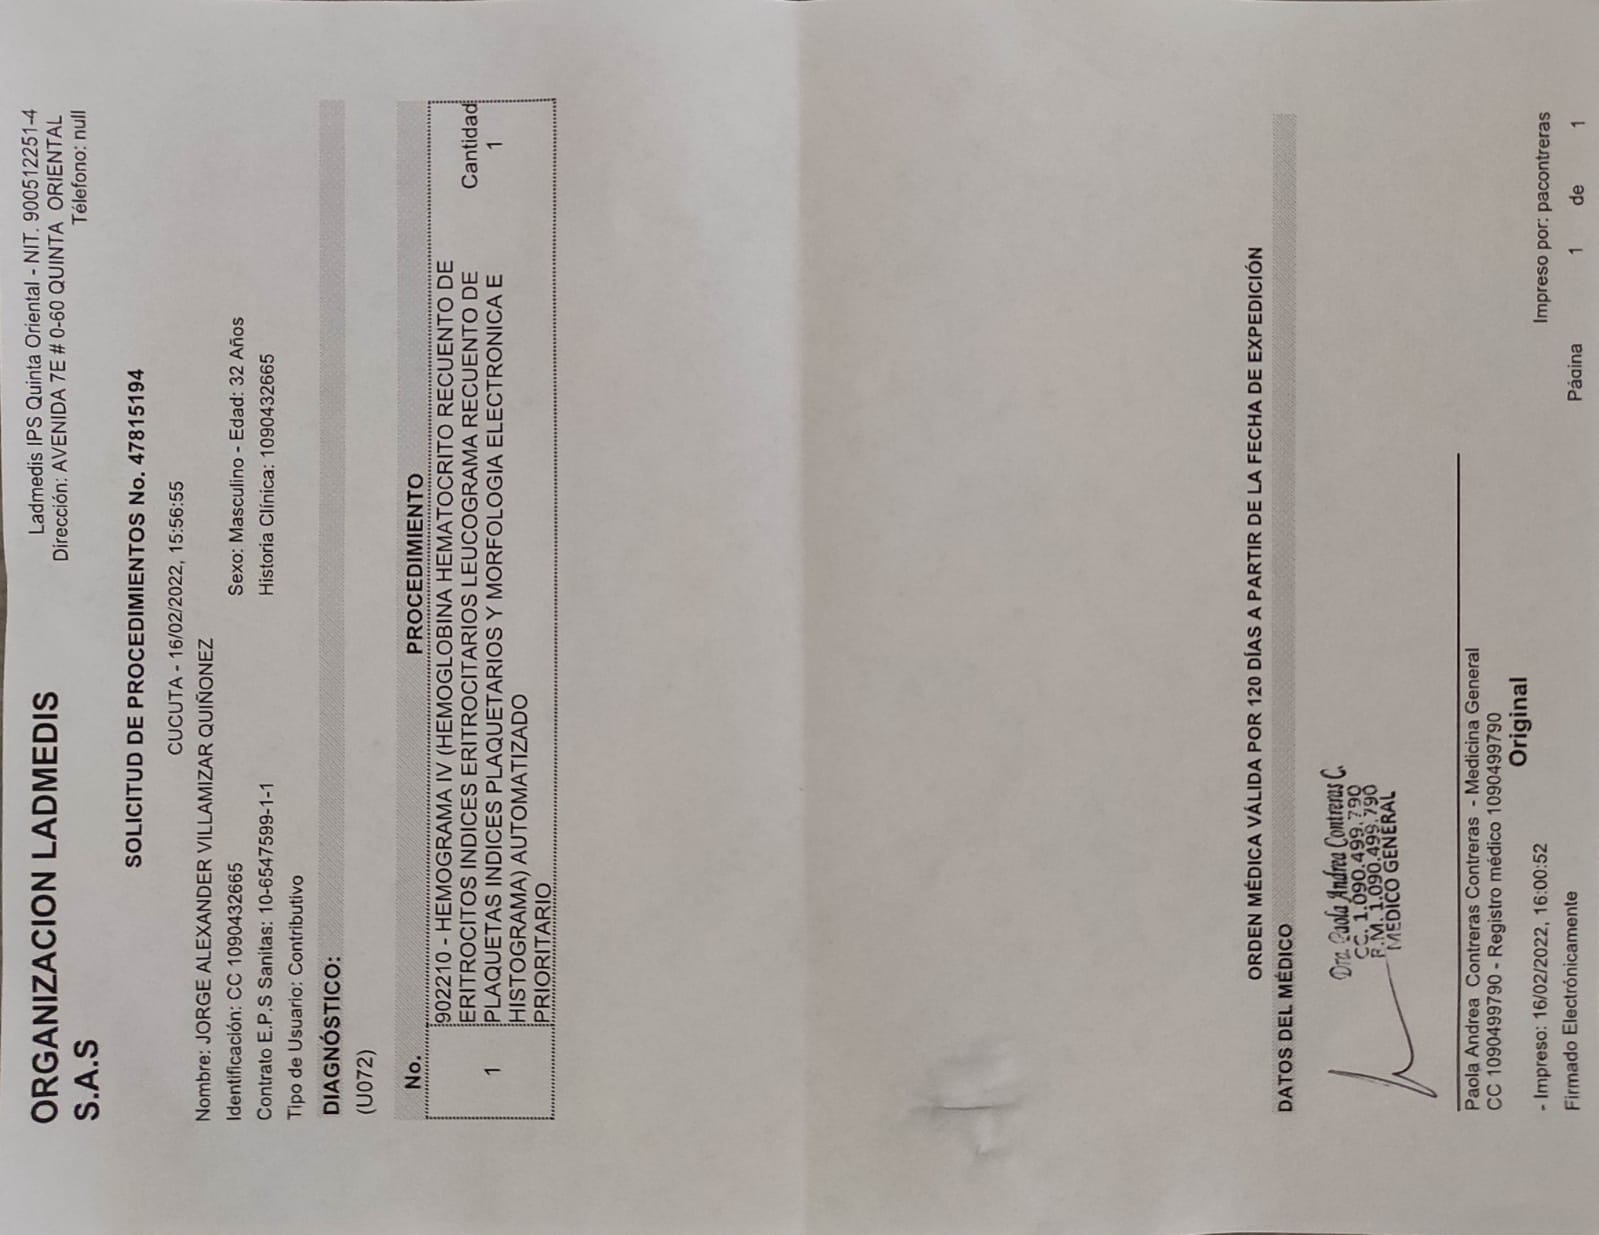 ORGANIZACION LADMEDIS
S.A.S
Ladmedis IPS Quinta Oriental - NIT. 900512251-4
Dirección: AVENIDA 7E # 0-60 QUINTA ORIENTAL
Télefono: null
SOLICITUD DE PROCEDIMIENTOS No. 47815194
CUCUTA - 16/02/2022, 15:56:55
Nombre: JORGE ALEXANDER VILLAMIZAR QUIÑONEZ
Identificación: CC 1090432665 Sexo: Masculino - Edad: 32 Años
Contrato E.P.S Sanitas: 10-6547599-1-1 Historia Clínica: 1090432665
Tipo de Usuario: Contributivo
DIAGNÓSTICO:
(U072)
No. PROCEDIMIENTO
1 902210 - HEMOGRAMA IV (HEMOGLOBINA HEMATOCRITO RECUENTO DE
ERITROCITOS INDICES ERITROCITARIOS LEUCOGRAMA RECUENTO DE Cantidad
PLAQUETAS INDICES PLAQUETARIOS Y MORFOLOGIA ELECTRONICA E 1
HISTOGRAMA) AUTOMATIZADO
PRIORITARIO
ORDEN MÉDICA VÁLIDA POR 120 DÍAS A PARTIR DE LA FECHA DE EXPEDICIÓN
DATOS DEL MÉDICO
Dra. Paola Andrea Contreras C.
CC. 1.090.499.790
R.M. 1.090.499.790
MEDICO GENERAL
Paola Andrea Contreras Contreras - Medicina General
CC 1090499790 - Registro médico 1090499790
Original
- Impreso: 16/02/2022, 16:00:52 Impreso por: pacontreras
Firmado Electrónicamente Página 1 de 1